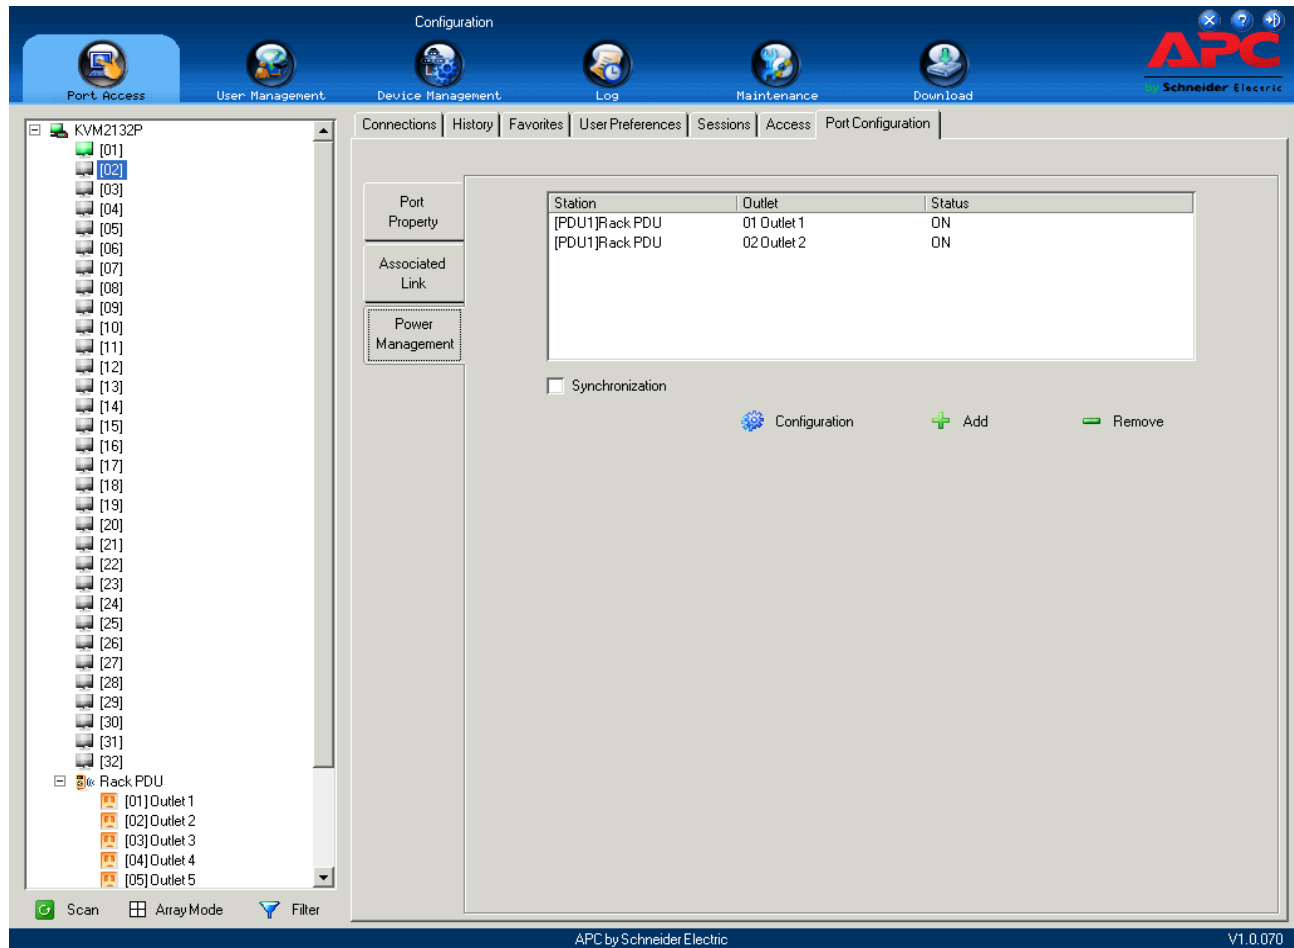 Configuration
APC
by Schneider Electric
Port Access
User Management
Device Management
Log
Maintenance
Download
KVM2132P
[01]
[02]
[03]
[04]
[05]
[06]
[07]
[08]
[09]
[10]
[11]
[12]
[13]
[14]
[15]
[16]
[17]
[18]
[19]
[20]
[21]
[22]
[23]
[24]
[25]
[26]
[27]
[28]
[29]
[30]
[31]
[32]
Rack PDU
[01] Outlet 1
[02] Outlet 2
[03] Outlet 3
[04] Outlet 4
[05] Outlet 5
Scan Array Mode Filter
Connections History Favorites User Preferences Sessions Access Port Configuration
Port
Property
Associated
Link
Power
Management
Station Outlet Status
[PDU1]Rack PDU 01 Outlet 1 ON
[PDU1]Rack PDU 02 Outlet 2 ON
Synchronization
Configuration Add Remove
APC by Schneider Electric
V1.0.070